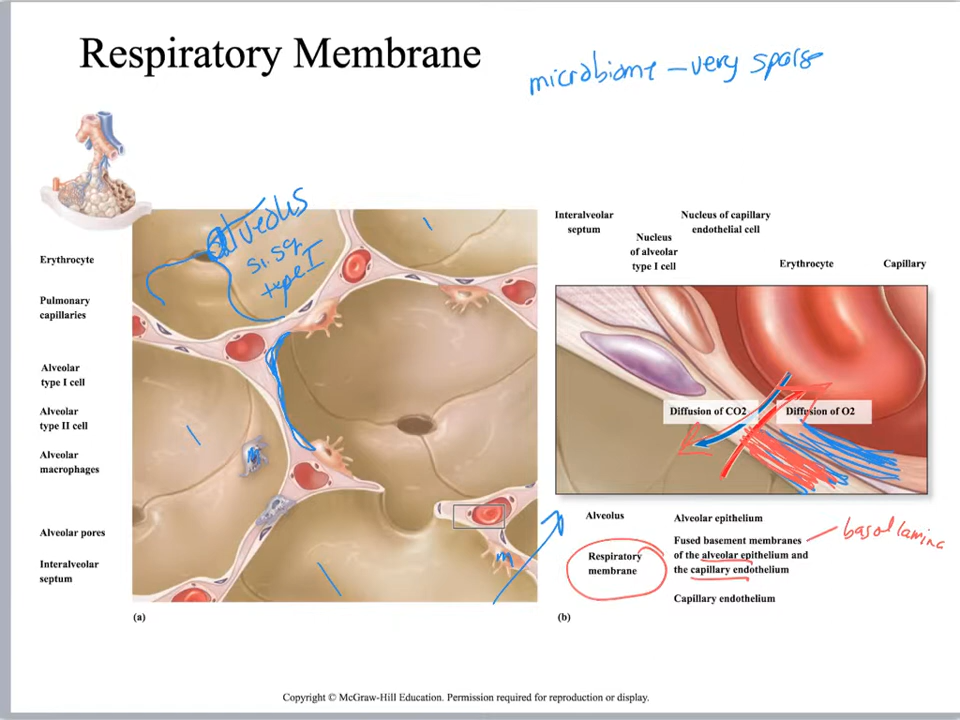 Respiratory Membrane
microbiome – very sparse
alveolus
si. sq
type I
Erythrocyte
Pulmonary
capillaries
Alveolar
type I cell
Alveolar
type II cell
Alveolar
macrophages
Alveolar pores
Interalveolar
septum
(a)
m
Interalveolar
septum
Nucleus of capillary
endothelial cell
Nucleus
of alveolar
type I cell
Erythrocyte
Capillary
Diffusion of CO2
Diffusion of O2
Alveolus
Respiratory
membrane
Alveolar epithelium
Fused basement membranes
of the alveolar epithelium and
the capillary endothelium
basal lamina
Capillary endothelium
(b)
Copyright © McGraw-Hill Education. Permission required for reproduction or display.